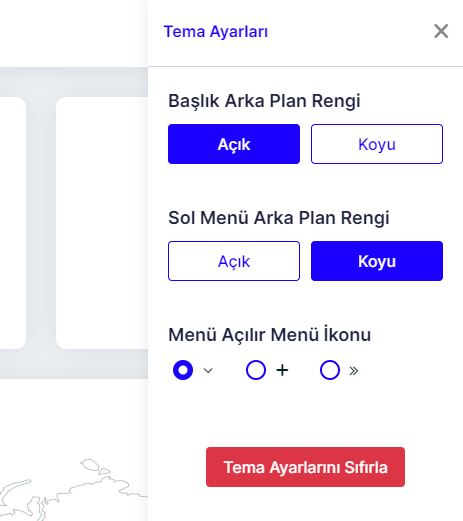 Tema Ayarları
Başlık Arka Plan Rengi
Açık Koyu
Sol Menü Arka Plan Rengi
Açık Koyu
Menü Açılır Menü İkonu
Tema Ayarlarını Sıfırla